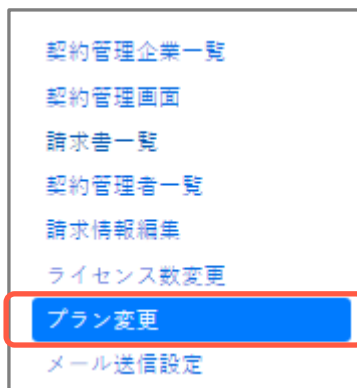 契約管理企業一覧
契約管理画面
請求書一覧
契約管理者一覧
請求情報編集
ライセンス数変更
プラン変更
メール送信設定